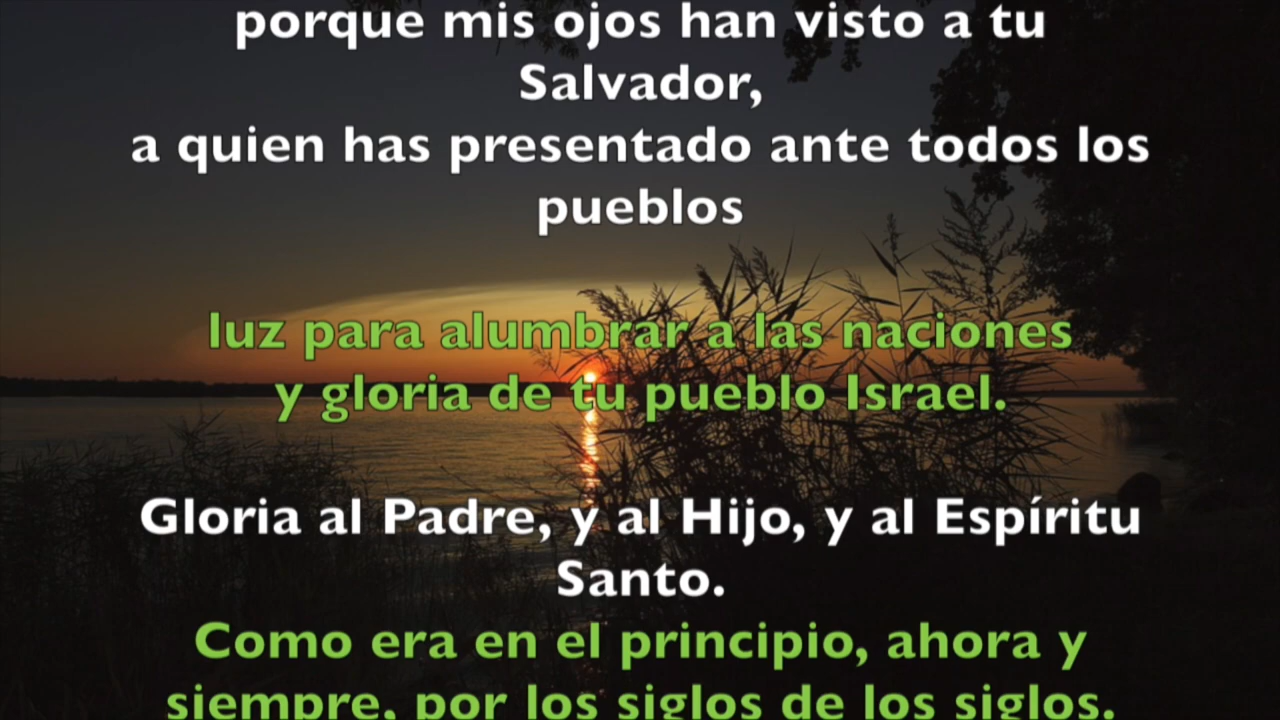 porque mis ojos han visto a tu
Salvador,
a quien has presentado ante todos los
pueblos
luz para alumbrar a las naciones
y gloria de tu pueblo Israel.
Gloria al Padre, y al Hijo, y al Espíritu
Santo.
Como era en el principio, ahora y
siempre, por los siglos de los siglos.